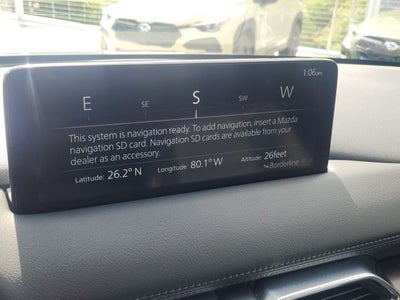 1:06pm
E SE S SW W
This system is navigation ready. To add navigation, insert a Mazda
navigation SD card. Navigation SD cards are available from your
dealer as an accessory.
Latitude: 26.2° N Longitude: 80.1° W Altitude: 26feet
Borderline